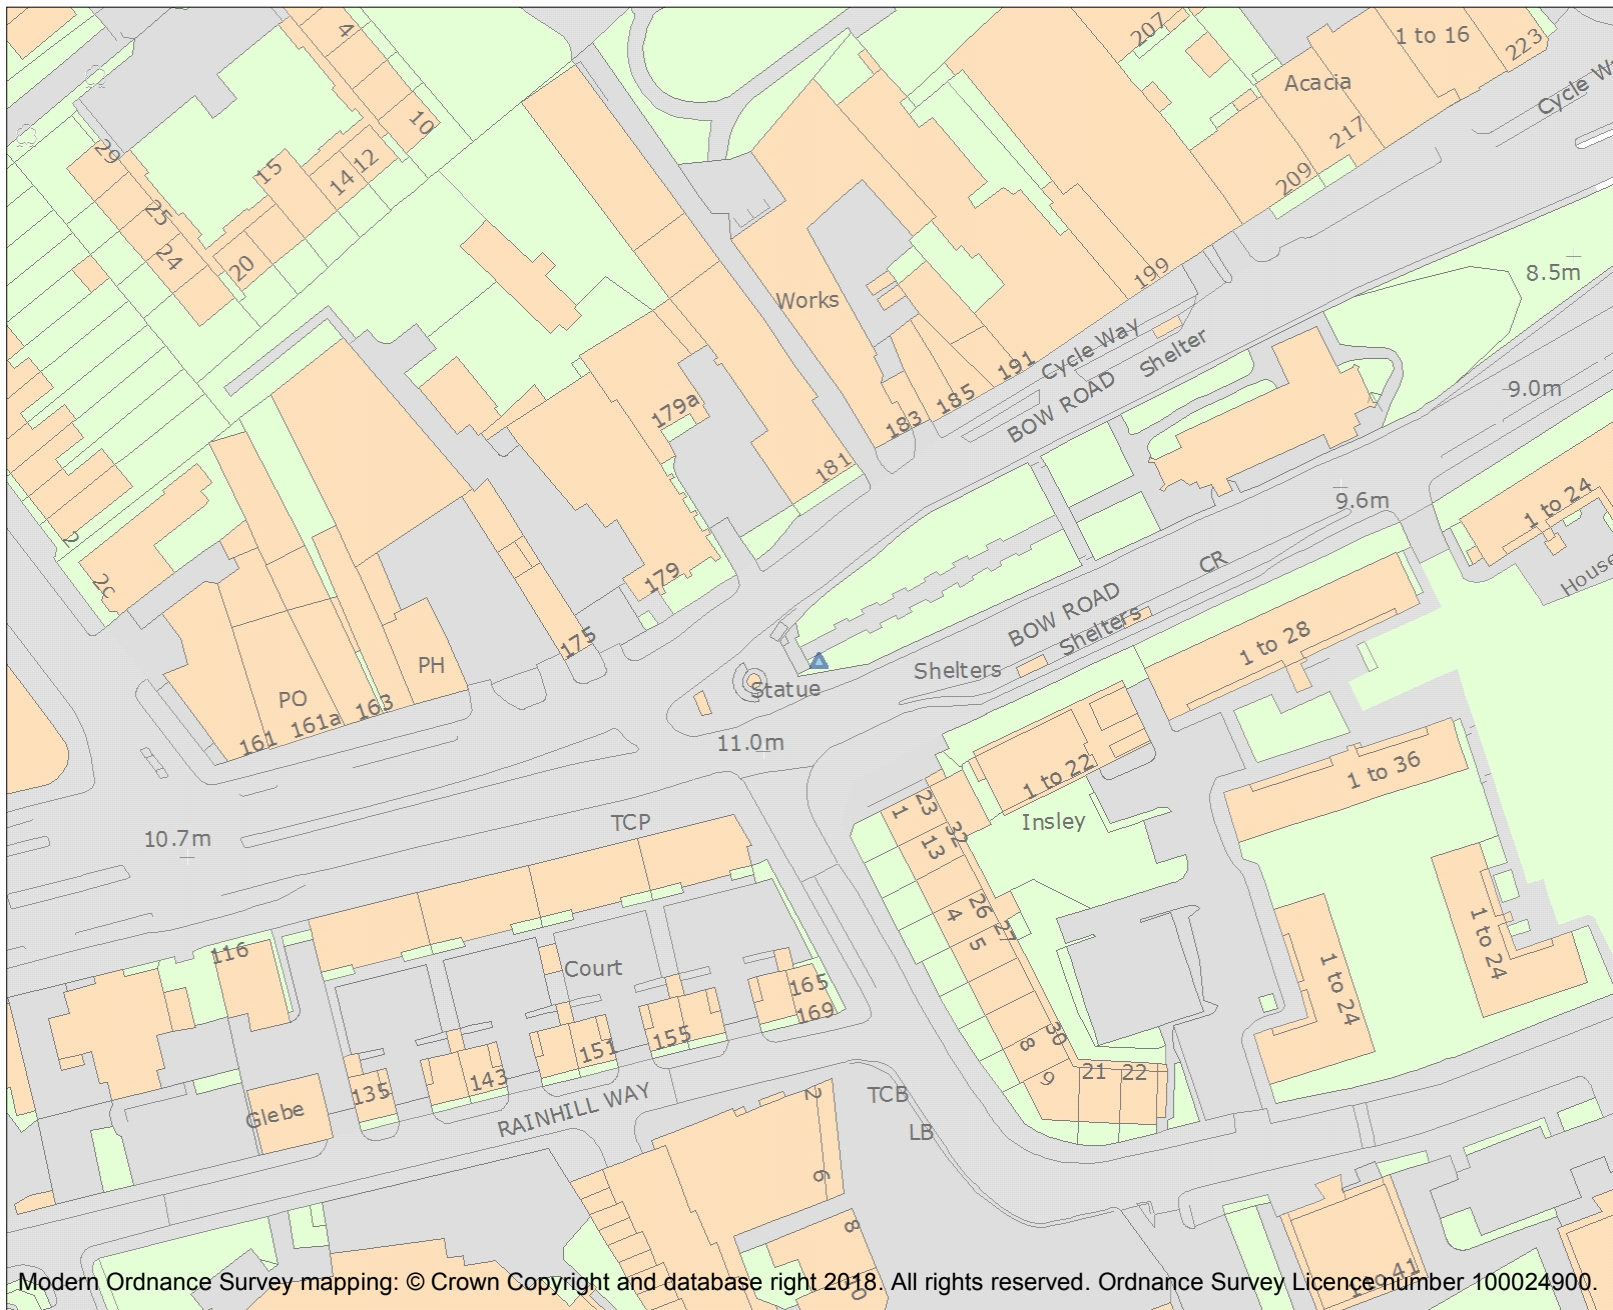 4
207
1 to 16
223
Acacia
Cycle W
10
217
29
15
14 12
209
25
24
20
199
8.5m
Works
Cycle Way
Shelter
191
BOW ROAD
9.0m
179a
185
183
181
1 to 24
9.6m
2
CR
House
2c
179
BOW ROAD
Shelters
175
1 to 28
PH
Shelters
Statue
PO
161 161a 163
11.0m
1 to 22
1 to 36
23
1
Insley
TCP
32
10.7m
13
26
4
27
5
1 to 24
116
Court
1 to 24
165
169
155
151
30
8
143
9
21 22
135
TCB
Glebe
RAINHILL WAY
2
LB
6
8
1 to 41
Modern Ordnance Survey mapping: © Crown Copyright and database right 2018. All rights reserved. Ordnance Survey Licence number 100024900.